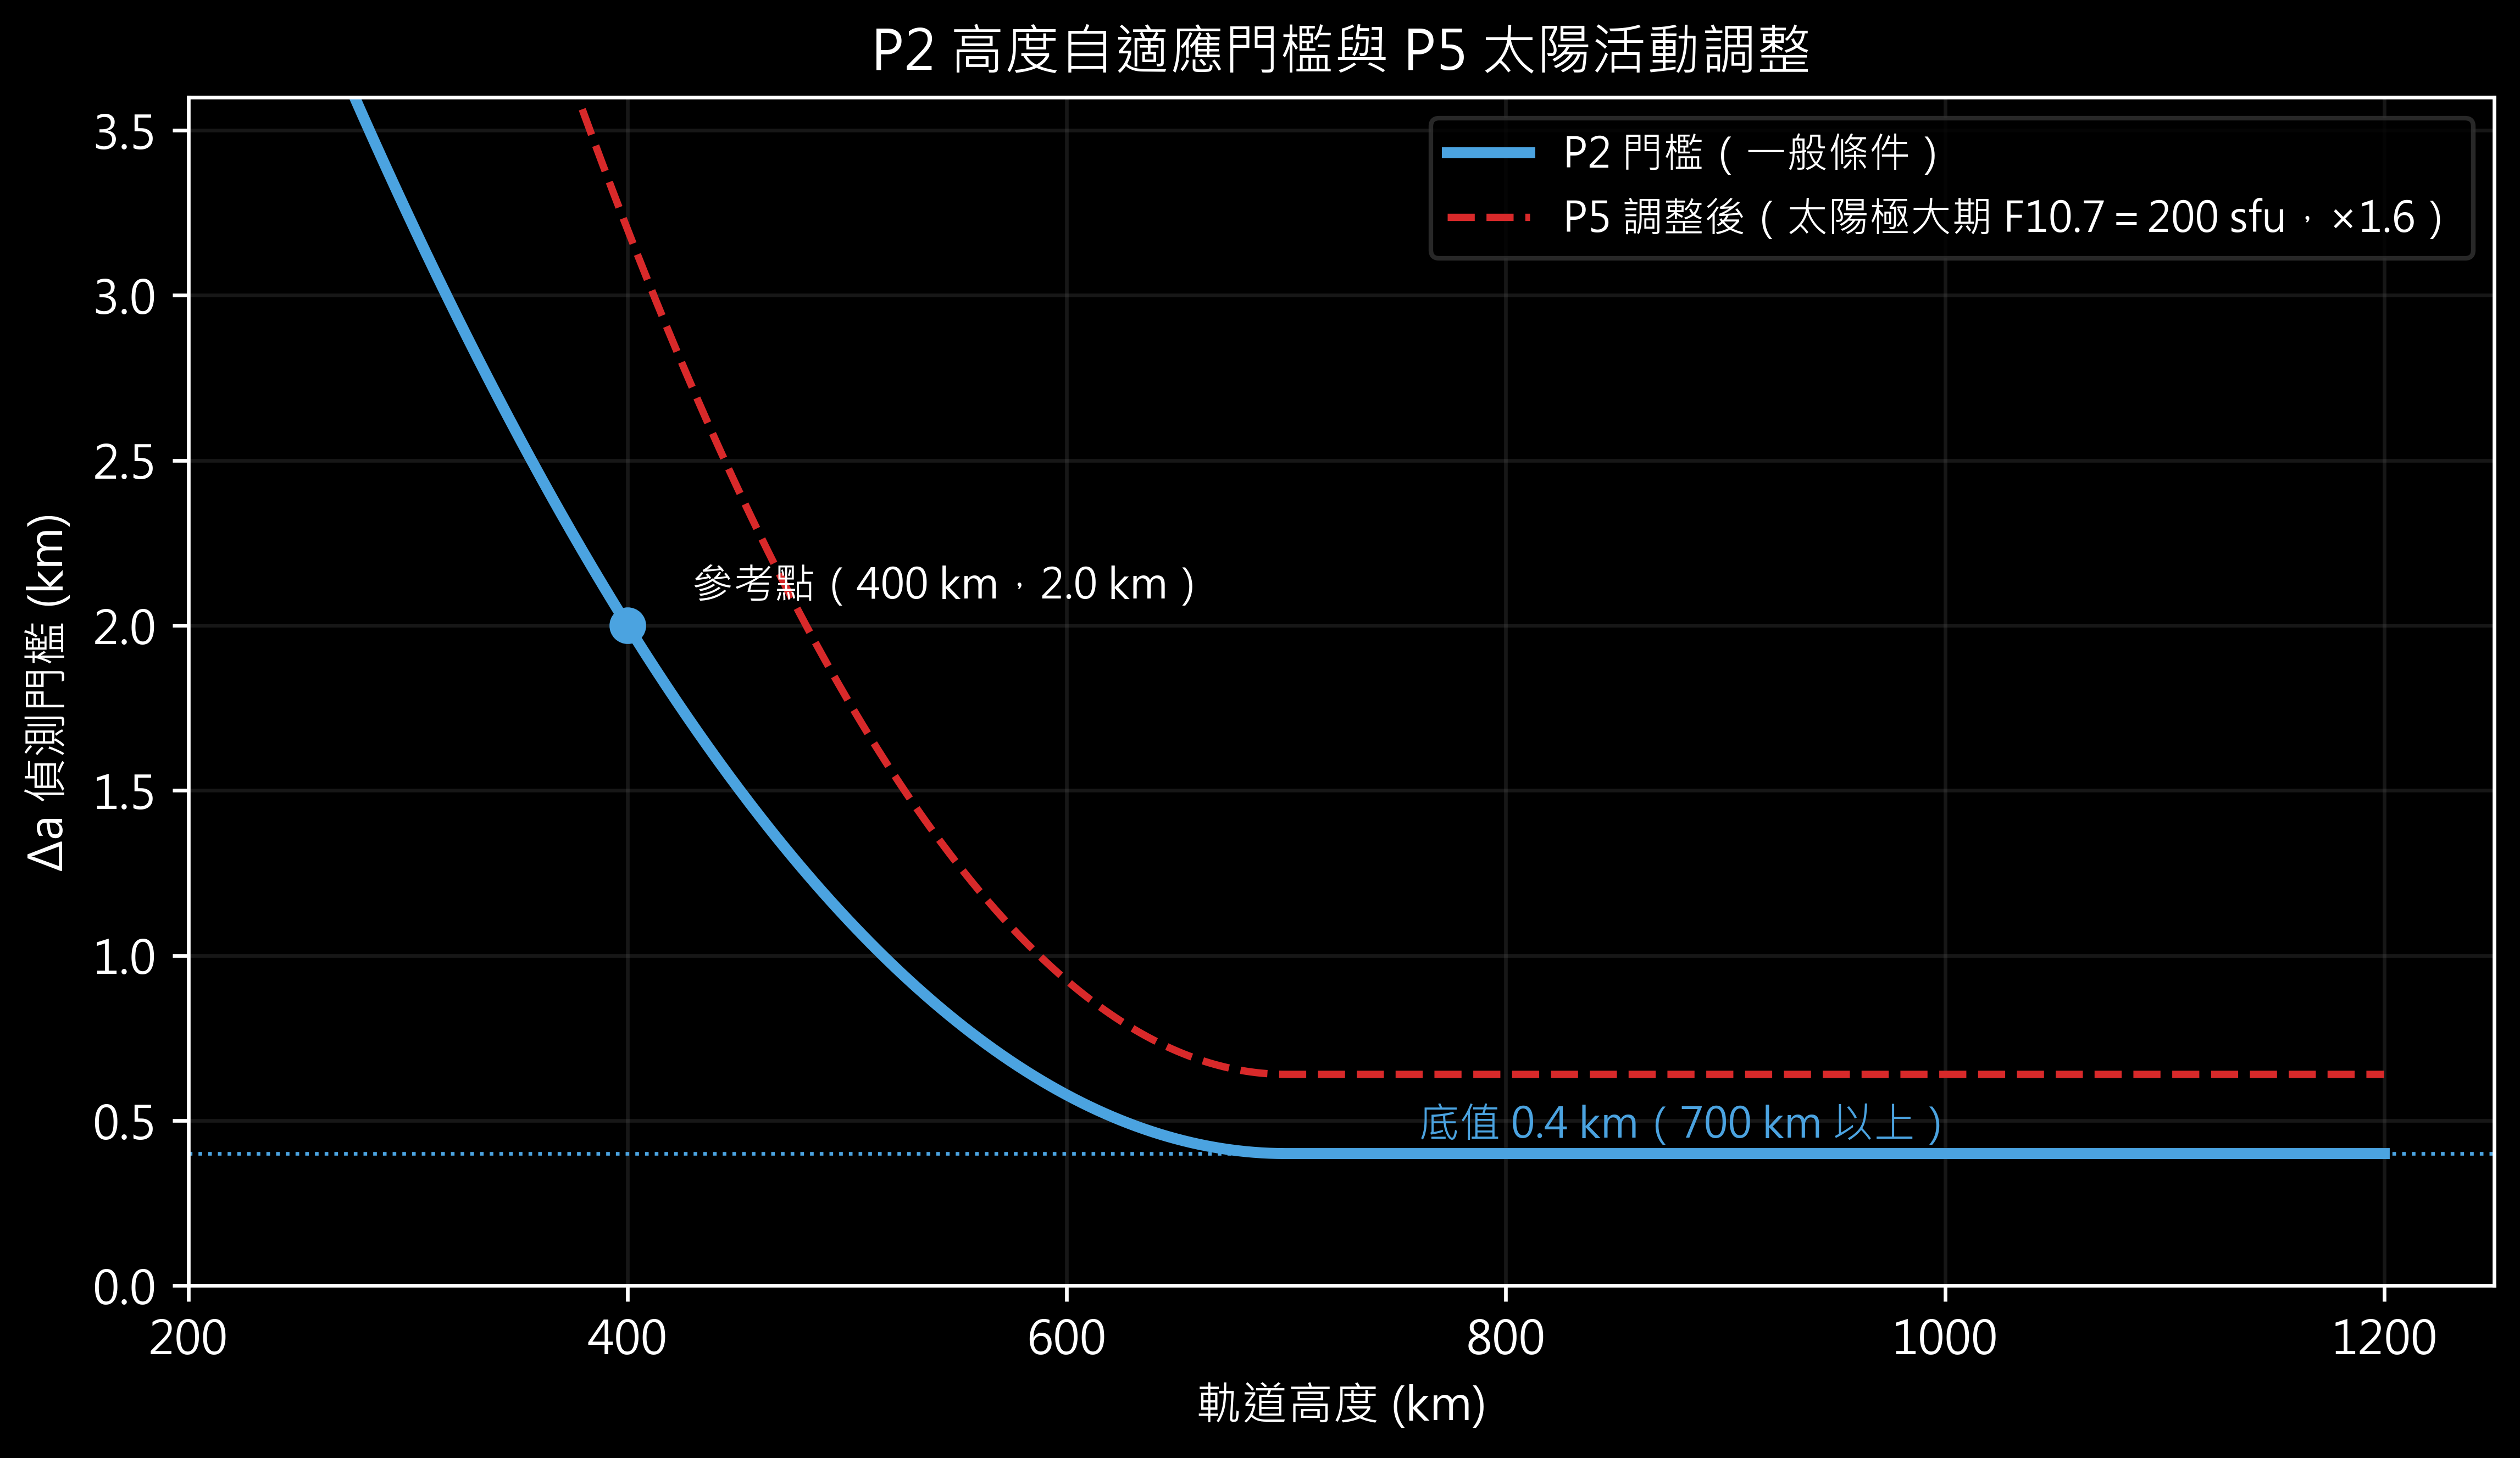 P2 高度自適應門檻與 P5 太陽活動調整
P2 門檻（一般條件）
P5 調整後（太陽極大期 F10.7 = 200 sfu，×1.6）
Δa 偵測門檻 (km)
3.5
3.0
2.5
2.0
1.5
1.0
0.5
0.0
參考點（400 km，2.0 km）
底值 0.4 km（700 km 以上）
200
400
600
800
1000
1200
軌道高度 (km)